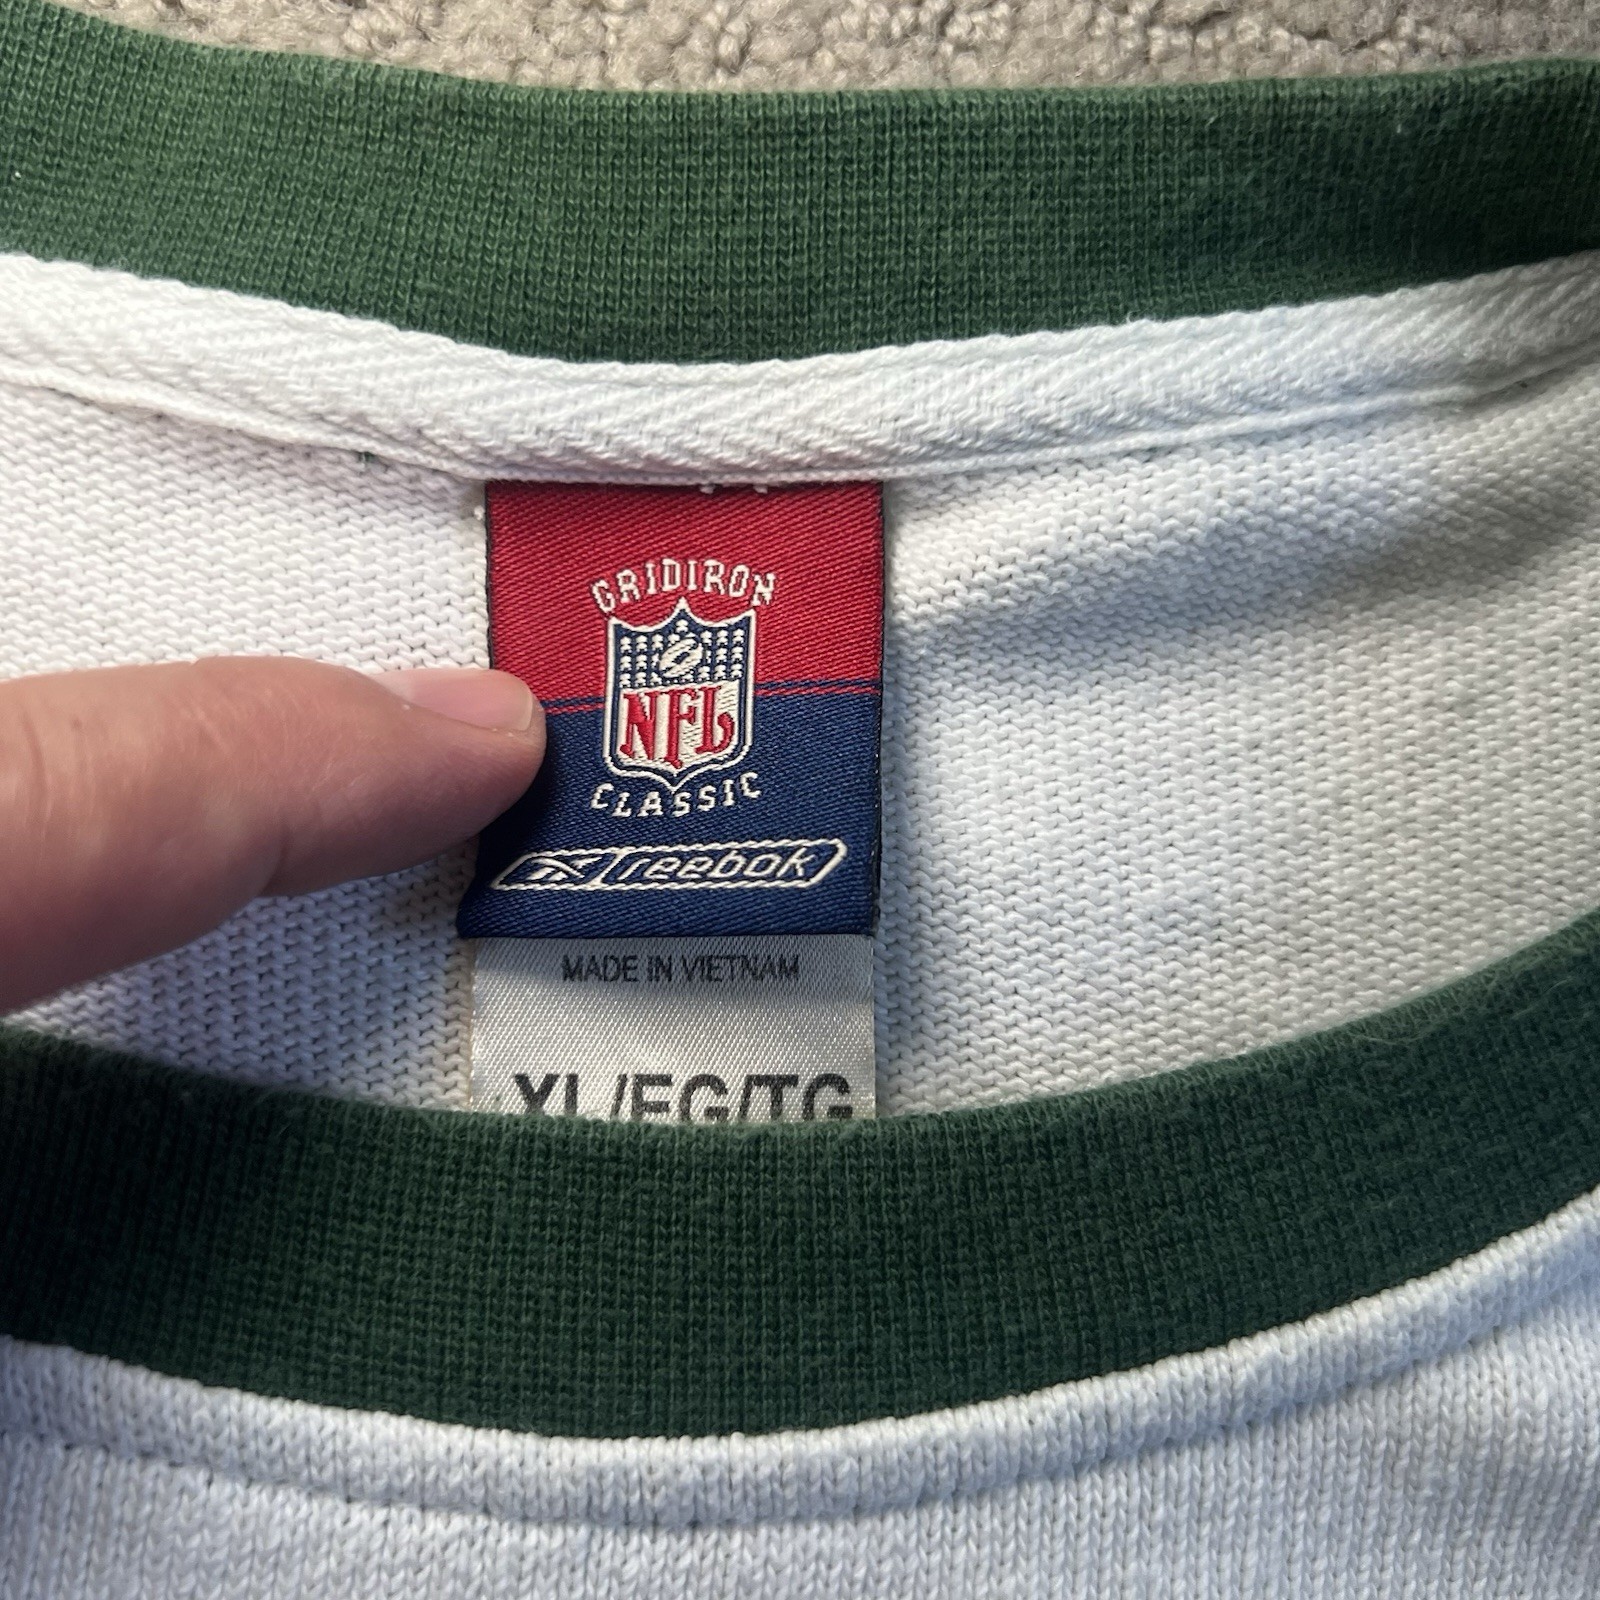 GRIDIRON
NFL
CLASSIC
reebok
MADE IN VIETNAM
XL/EG/TG